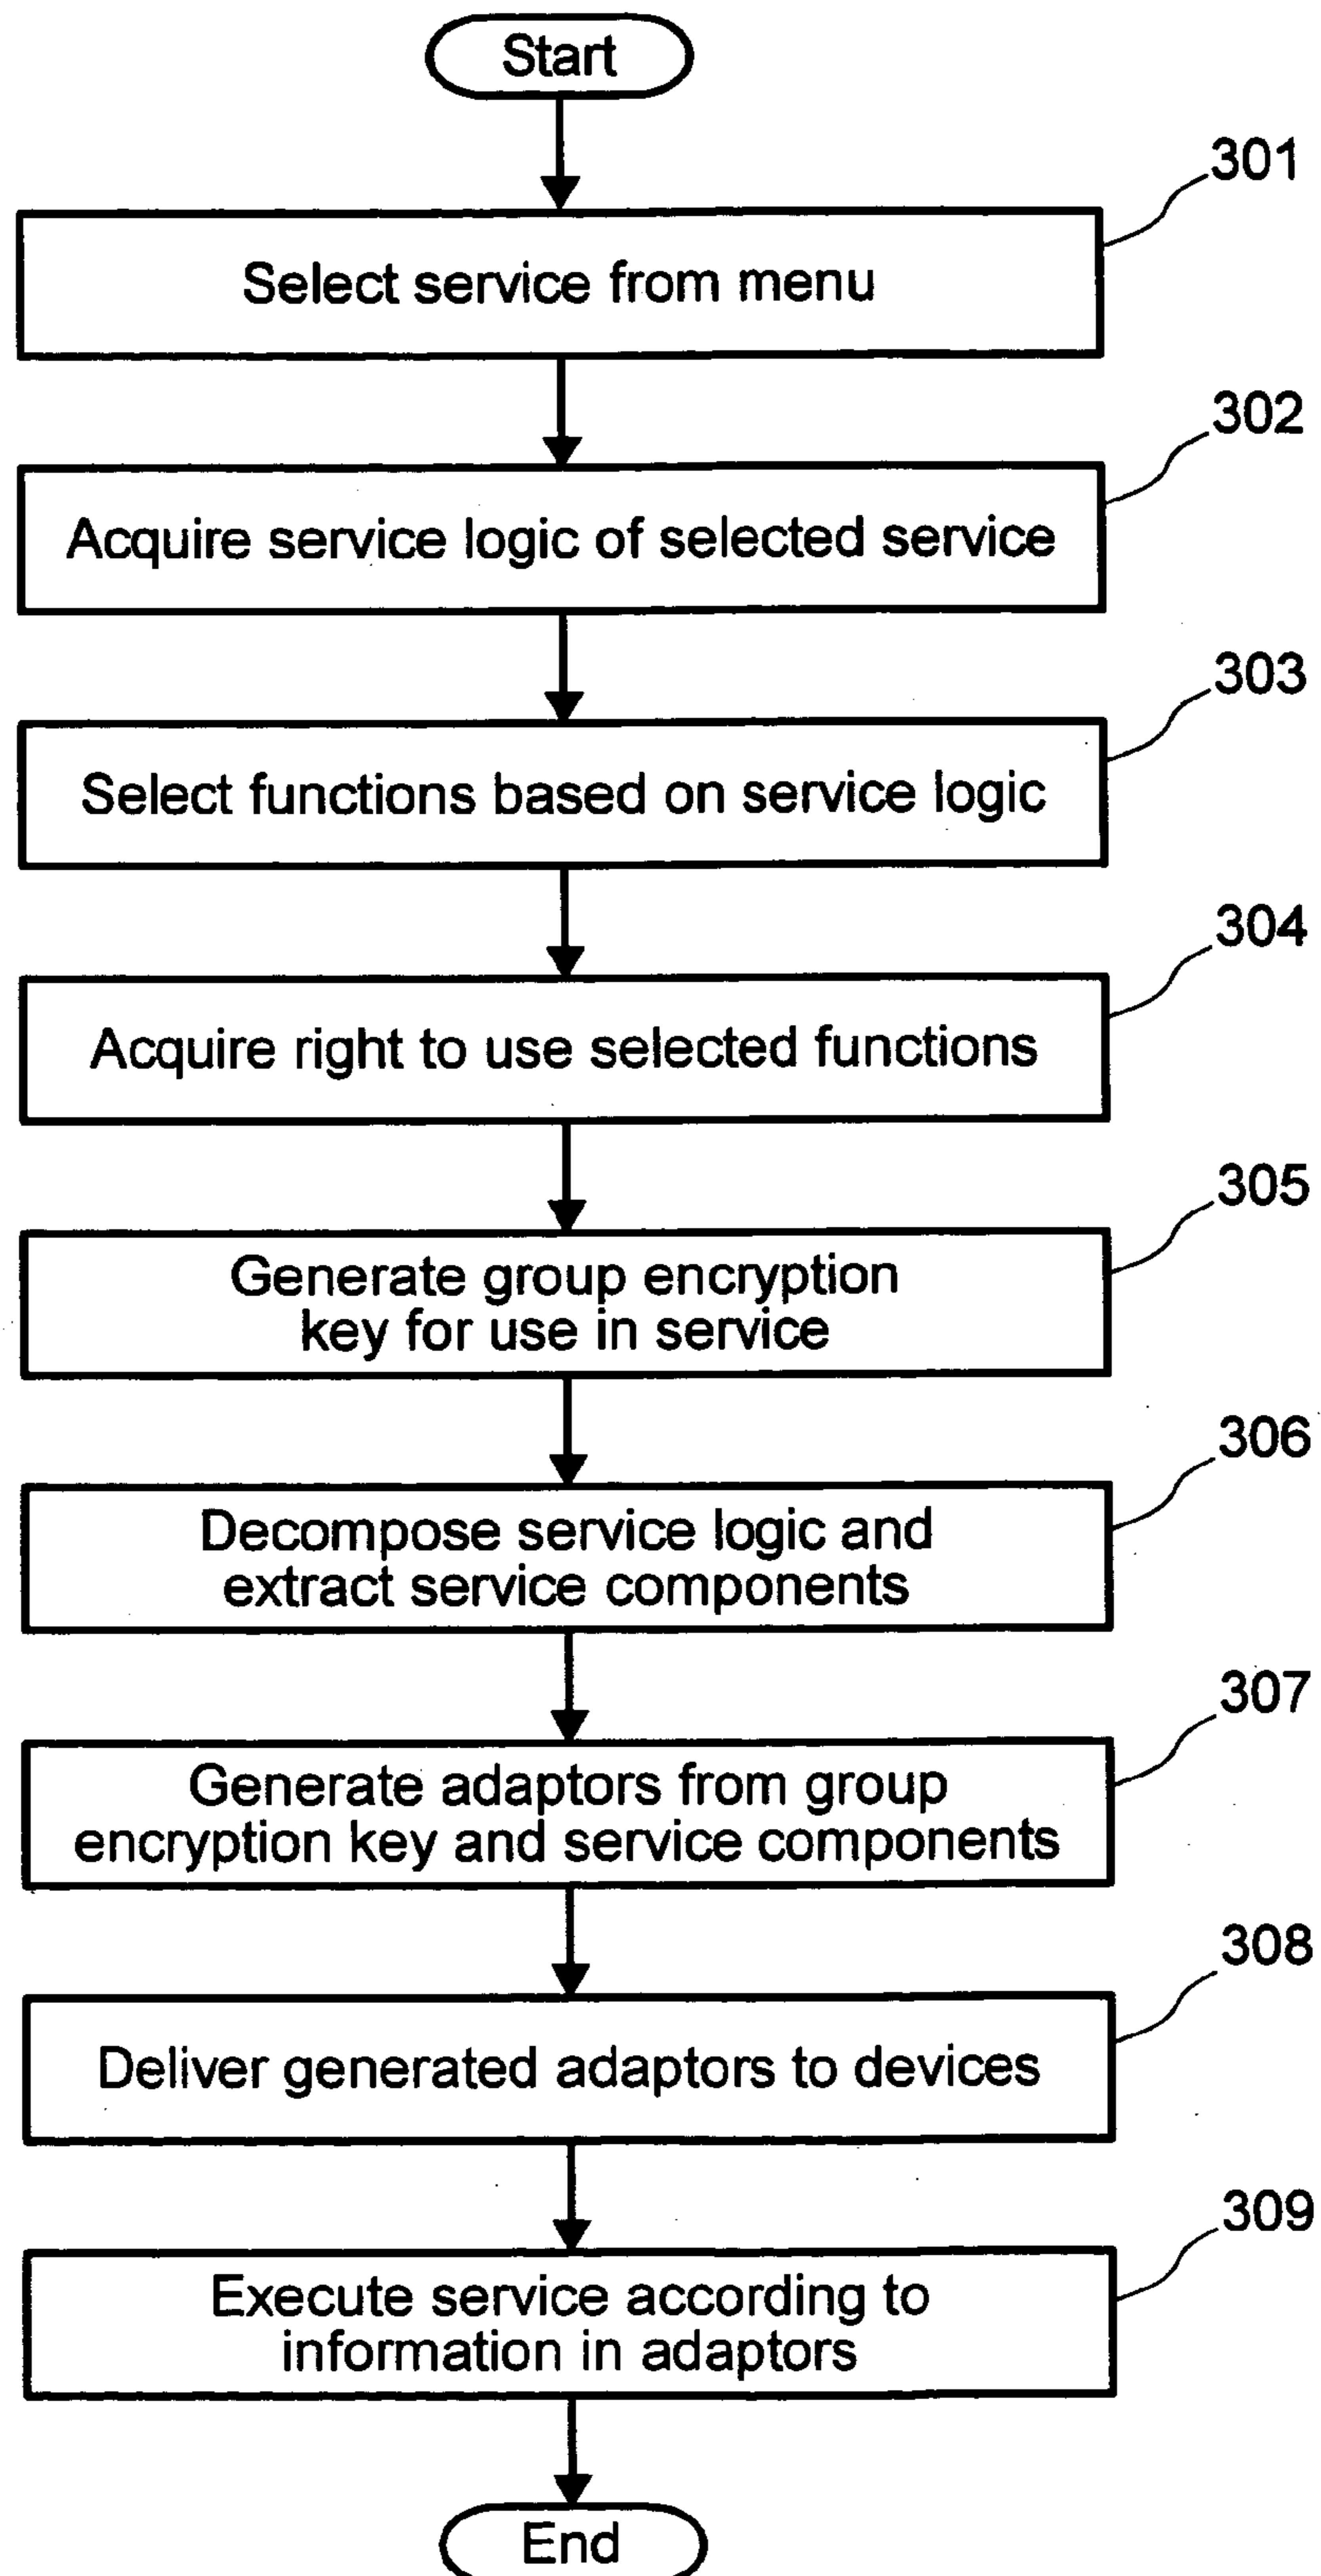 Start
301
Select service from menu
302
Acquire service logic of selected service
303
Select functions based on service logic
304
Acquire right to use selected functions
305
Generate group encryption
key for use in service
306
Decompose service logic and
extract service components
307
Generate adaptors from group
encryption key and service components
308
Deliver generated adaptors to devices
309
Execute service according to
information in adaptors
End